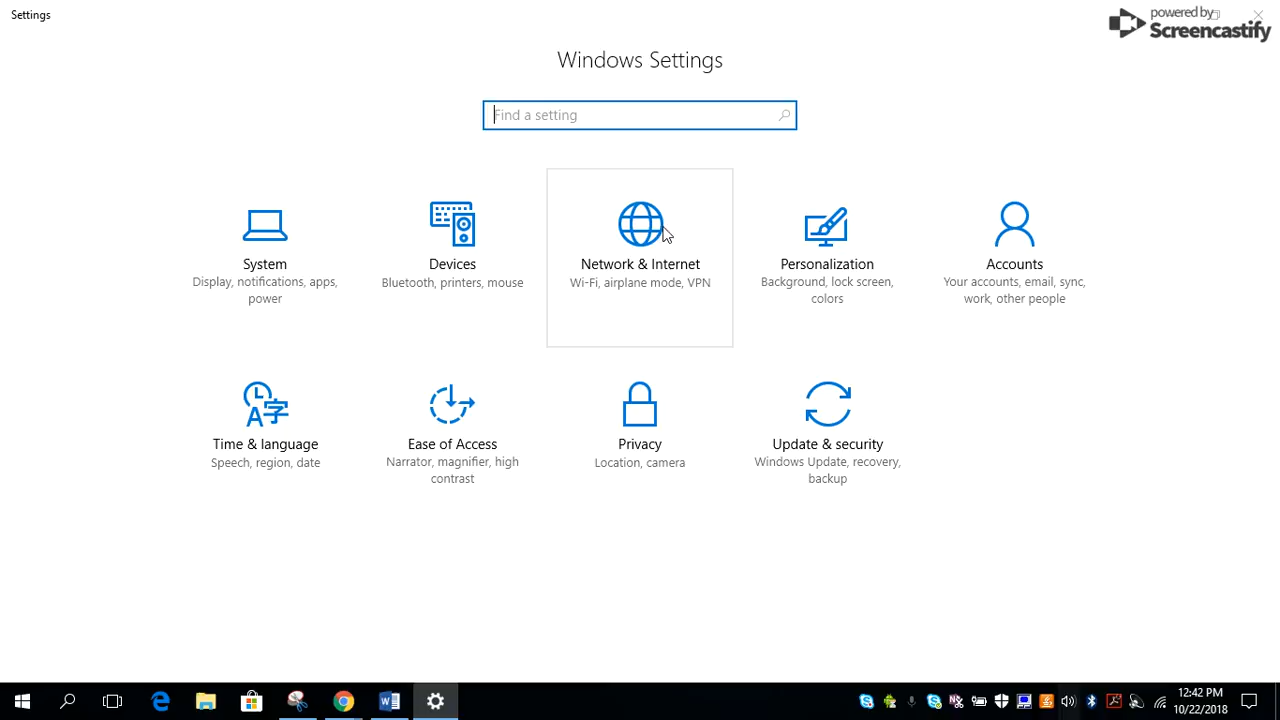 Settings
powered by
Screencastify
Windows Settings
Find a setting
System
Display, notifications, apps,
power
Devices
Bluetooth, printers, mouse
Network & Internet
Wi-Fi, airplane mode, VPN
Personalization
Background, lock screen,
colors
Accounts
Your accounts, email, sync,
work, other people
Time & language
Speech, region, date
Ease of Access
Narrator, magnifier, high
contrast
Privacy
Location, camera
Update & security
Windows Update, recovery,
backup
12:42 PM
10/22/2018